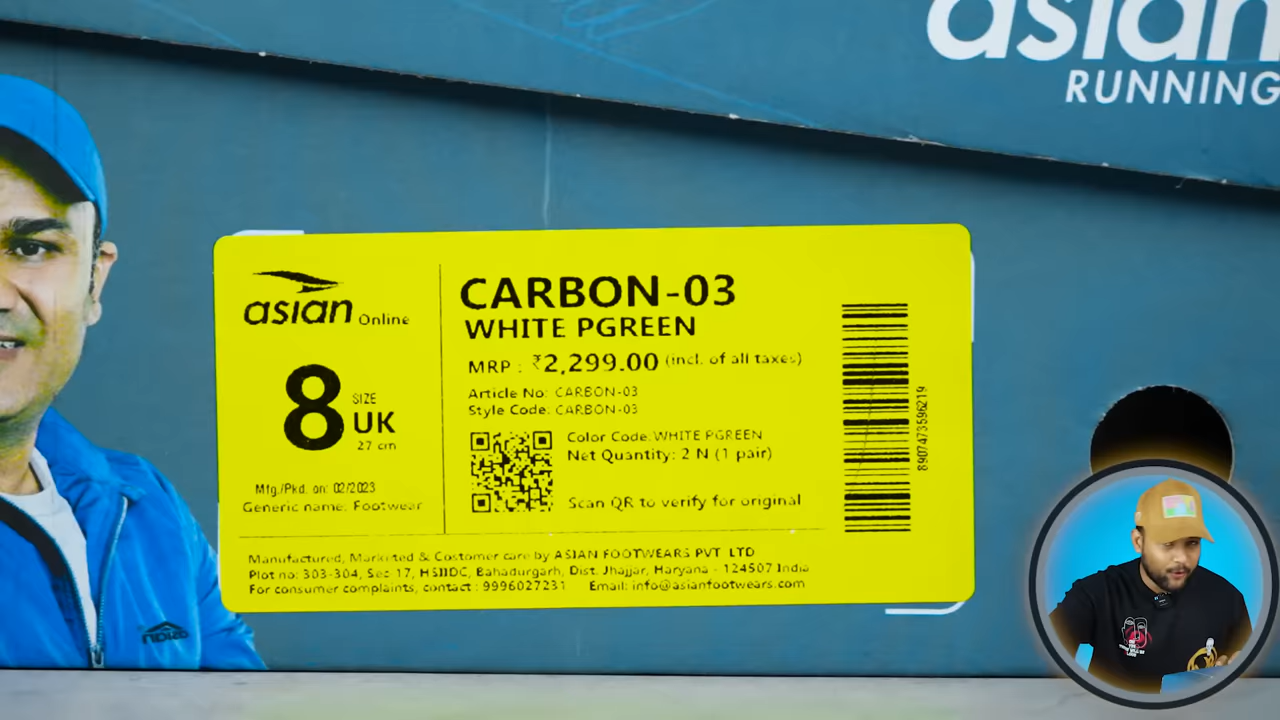 asian
RUNNING
asian Online
8 SIZE
UK
27 cm
Mfg./Pkd. on: 02/2023
Generic name: Footwear
CARBON-03
WHITE PGREEN
MRP : ₹2,299.00 (incl. of all taxes)
Article No: CARBON-03
Style Code: CARBON-03
Color Code: WHITE PGREEN
Net Quantity: 2 N (1 pair)
Scan QR to verify for original
8907473596219
Manufactured, Marketed & Costomer care by ASIAN FOOTWEARS PVT LTD
Plot no: 303-304, Sec 17, HSIIDC, Bahadurgarh, Dist. Jhajjar, Haryana - 124507 India
For consumer complaints, contact : 9996027231 Email: info@asianfootwears.com